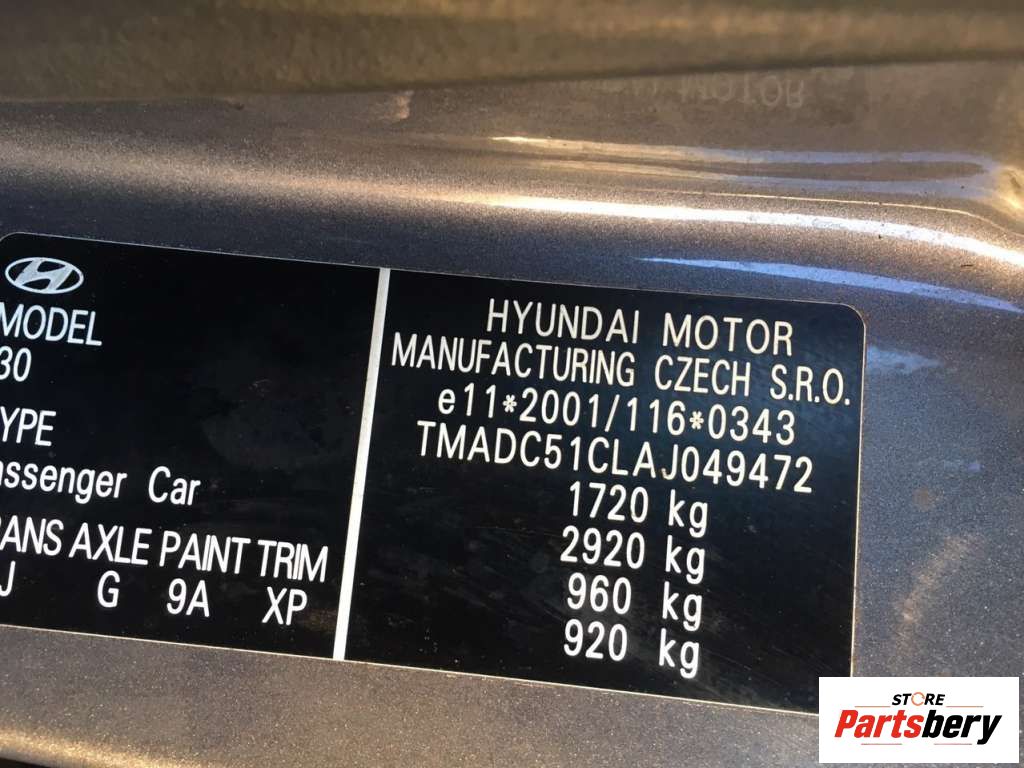 MODEL
30
YPE
assenger Car
RANS AXLE PAINT TRIM
J G 9A XP
HYUNDAI MOTOR
MANUFACTURING CZECH S.R.O.
e11*2001/116*0343
TMADC51CLAJ049472
1720 kg
2920 kg
960 kg
920 kg
STORE
Partsbery